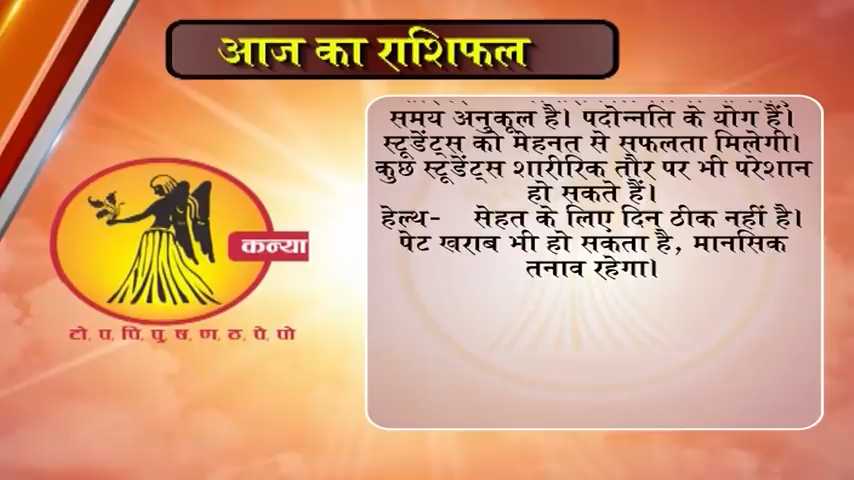 आज का राशिफल
समय अनुकूल है। पदोन्नति के योग हैं।
स्टूडेंट्स को मेहनत से सफलता मिलेगी।
कुछ स्टूडेंट्स शारीरिक तौर पर भी परेशान
हो सकते हैं।
हेल्थ- सेहत के लिए दिन ठीक नहीं है।
पेट खराब भी हो सकता है, मानसिक
तनाव रहेगा।
कन्या
टो, प, पि, पु, ष, ण, ठ, पै, पो